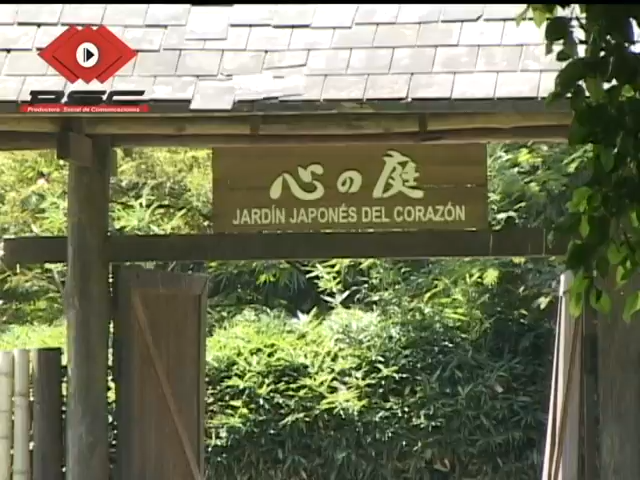 PSC
Productora Social de Comunicaciones
心の庭
JARDÍN JAPONÉS DEL CORAZÓN